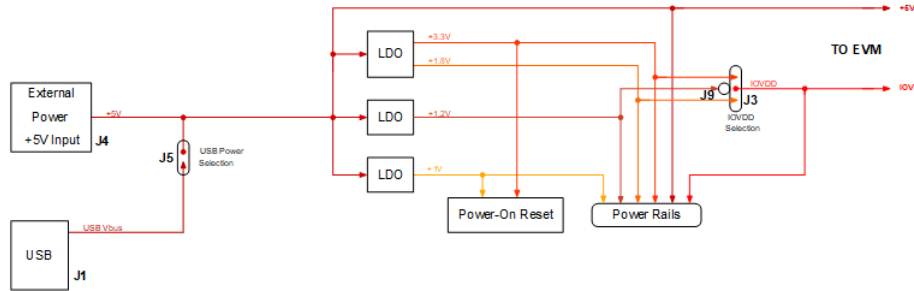 +5V
+3.3V
LDO
+1.8V
TO EVM
External
Power
+5V Input
J4
+5V
LDO
+1.2V
J9
IOVDD
J3
IOVDD
Selection
IOV
J5
USB Power
Selection
LDO
+1V
Power-On Reset
Power Rails
USB Vbus
USB
J1